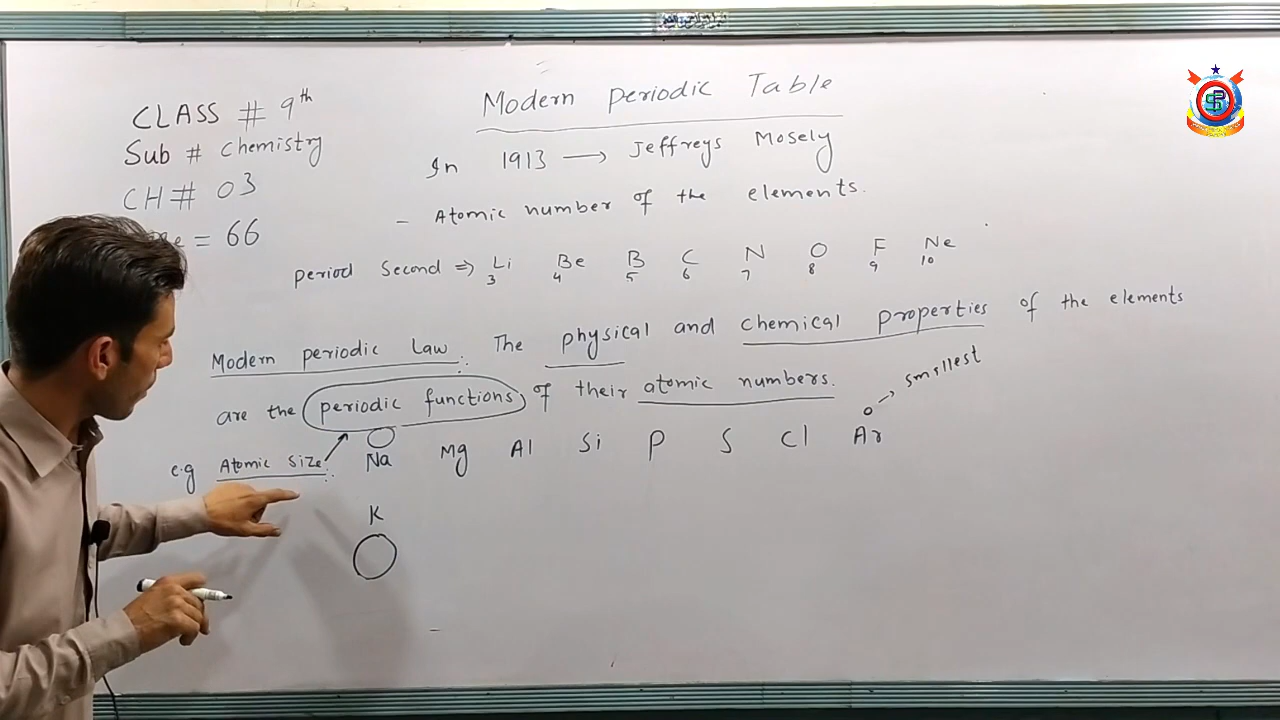 Modern periodic Table
CLASS # 9th
Sub # Chemistry
CH # 03
= 66
In 1913 → Jeffreys Mosely
- Atomic number of the elements.
period Second ⇒ Li Be B C N O F Ne
3 4 5 6 7 8 9 10
Modern periodic Law:. The physical and chemical properties of the elements
are the periodic functions of their atomic numbers.
smallest
e.g Atomic size:. Na Mg Al Si P S Cl Ar
K